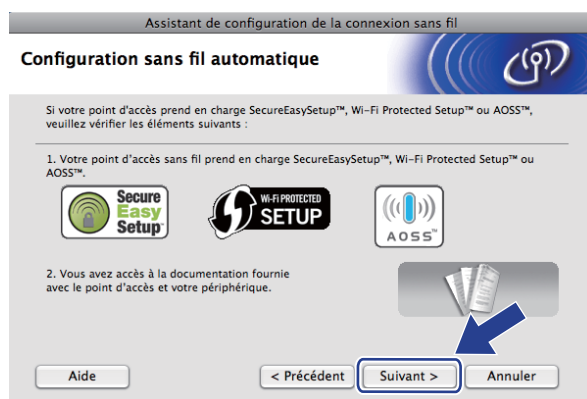 Assistant de configuration de la connexion sans fil
Configuration sans fil automatique
Si votre point d'accès prend en charge SecureEasySetup™, Wi-Fi Protected Setup™ ou AOSS™,
veuillez vérifier les éléments suivants :
1. Votre point d'accès sans fil prend en charge SecureEasySetup™, Wi-Fi Protected Setup™ ou
AOSS™.
Secure
Easy
Setup™
Wi-Fi PROTECTED
SETUP
AOSS™
2. Vous avez accès à la documentation fournie
avec le point d'accès et votre périphérique.
Aide
< Précédent
Suivant >
Annuler